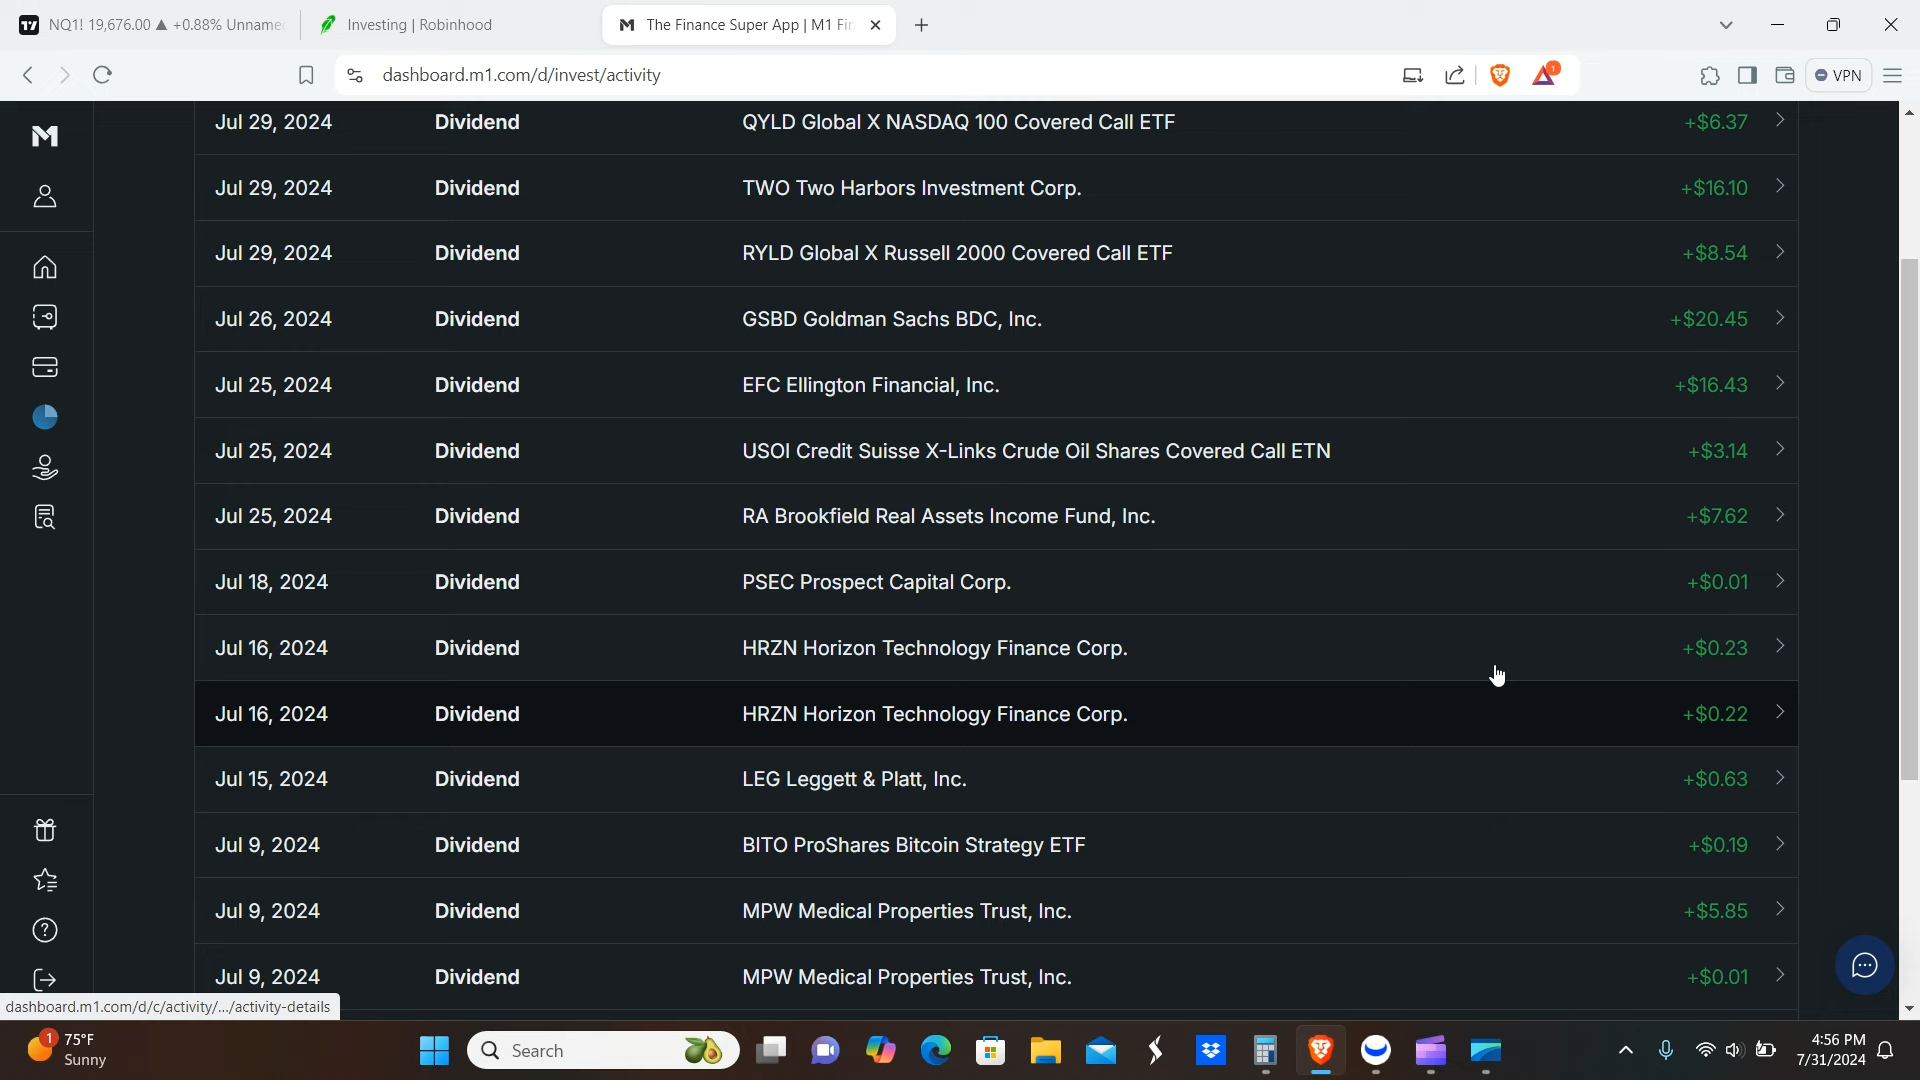 NQ1! 19,676.00 ▲ +0.88% Unname
Investing | Robinhood
The Finance Super App | M1 Fi
dashboard.m1.com/d/invest/activity
1
VPN
Jul 29, 2024 Dividend QYLD Global X NASDAQ 100 Covered Call ETF +$6.37
Jul 29, 2024 Dividend TWO Two Harbors Investment Corp. +$16.10
Jul 29, 2024 Dividend RYLD Global X Russell 2000 Covered Call ETF +$8.54
Jul 26, 2024 Dividend GSBD Goldman Sachs BDC, Inc. +$20.45
Jul 25, 2024 Dividend EFC Ellington Financial, Inc. +$16.43
Jul 25, 2024 Dividend USOI Credit Suisse X-Links Crude Oil Shares Covered Call ETN +$3.14
Jul 25, 2024 Dividend RA Brookfield Real Assets Income Fund, Inc. +$7.62
Jul 18, 2024 Dividend PSEC Prospect Capital Corp. +$0.01
Jul 16, 2024 Dividend HRZN Horizon Technology Finance Corp. +$0.23
Jul 16, 2024 Dividend HRZN Horizon Technology Finance Corp. +$0.22
Jul 15, 2024 Dividend LEG Leggett & Platt, Inc. +$0.63
Jul 9, 2024 Dividend BITO ProShares Bitcoin Strategy ETF +$0.19
Jul 9, 2024 Dividend MPW Medical Properties Trust, Inc. +$5.85
Jul 9, 2024 Dividend MPW Medical Properties Trust, Inc. +$0.01
dashboard.m1.com/d/c/activity/.../activity-details
1
75°F
Sunny
Search
4:56 PM
7/31/2024